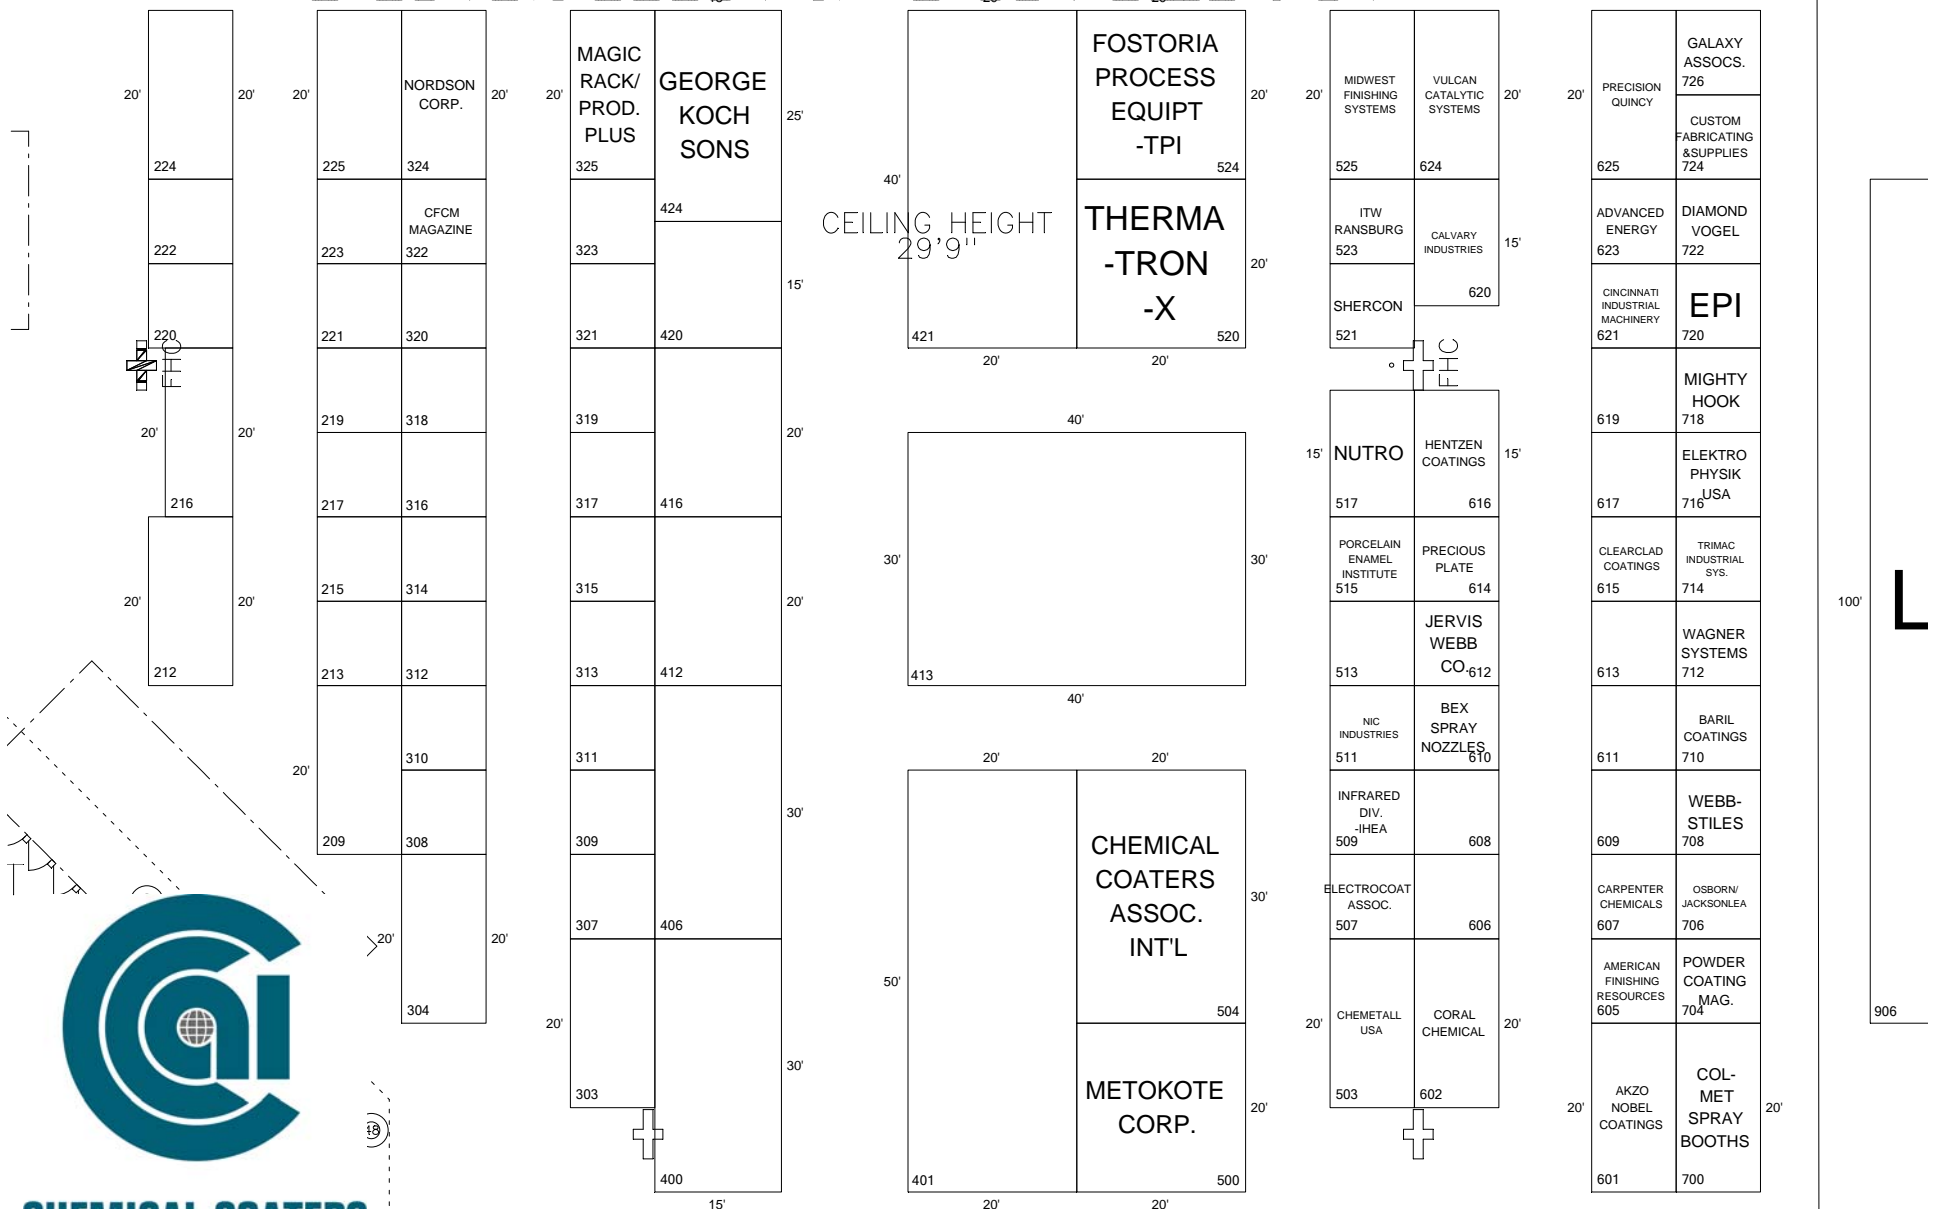 20'
224
20'
20'
225
NORDSON
CORP.
324
20'
20'
MAGIC
RACK/
PROD.
PLUS
325
GEORGE
KOCH
SONS
424
25'
FOSTORIA
PROCESS
EQUIPT
-TPI
524
20'
20'
MIDWEST
FINISHING
SYSTEMS
525
VULCAN
CATALYTIC
SYSTEMS
624
20'
20'
PRECISION
QUINCY
625
GALAXY
ASSOCS.
726
CUSTOM
FABRICATING
&SUPPLIES
724
222
223
CFCM
MAGAZINE
322
323
40'
CEILING HEIGHT
29'9"
THERMA
-TRON
-X
520
20'
ITW
RANSBURG
523
CALVARY
INDUSTRIES
620
15'
ADVANCED
ENERGY
623
DIAMOND
VOGEL
722
220
221
320
321
420
15'
421
20'
20'
SHERCON
521
CINCINNATI
INDUSTRIAL
MACHINERY
621
EPI
720
FHC
FHC
20'
20'
219
318
319
20'
40'
619
MIGHTY
HOOK
718
216
217
316
317
416
15'
NUTRO
517
HENTZEN
COATINGS
616
15'
617
ELEKTRO
PHYSIK
USA
716
215
314
315
30'
30'
PORCELAIN
ENAMEL
INSTITUTE
515
PRECIOUS
PLATE
614
CLEARCLAD
COATINGS
615
TRIMAC
INDUSTRIAL
SYS.
714
20'
20'
212
213
312
313
412
20'
413
40'
513
JERVIS
WEBB
CO.
612
613
WAGNER
SYSTEMS
712
100'
L
20'
310
311
20'
20'
NIC
INDUSTRIES
511
BEX
SPRAY
NOZZLES
610
611
BARIL
COATINGS
710
209
308
309
30'
INFRARED
DIV.
-IHEA
509
608
609
WEBB-
STILES
708
307
406
CHEMICAL
COATERS
ASSOC.
INT'L
504
30'
ELECTROCOAT
ASSOC.
507
606
CARPENTER
CHEMICALS
607
OSBORN/
JACKSONLEA
706
20'
20'
304
50'
AMERICAN
FINISHING
RESOURCES
605
POWDER
COATING
MAG.
704
906
20'
303
30'
20'
CHEMETALL
USA
503
CORAL
CHEMICAL
602
20'
48
400
15'
401
20'
METOKOTE
CORP.
500
20'
20'
20'
AKZO
NOBEL
COATINGS
601
COL-
MET
SPRAY
BOOTHS
700
20'
ccai
CHEMICAL COATERS